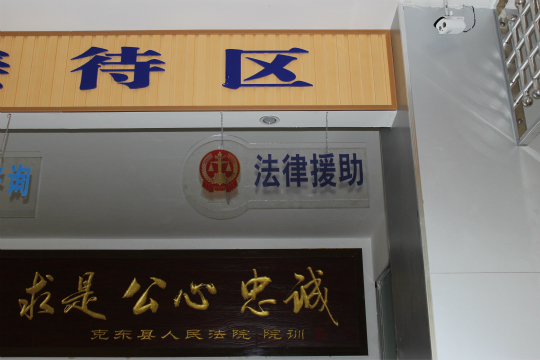 待区
询
法律援助
求是公心忠诚
克东县人民法院 院训